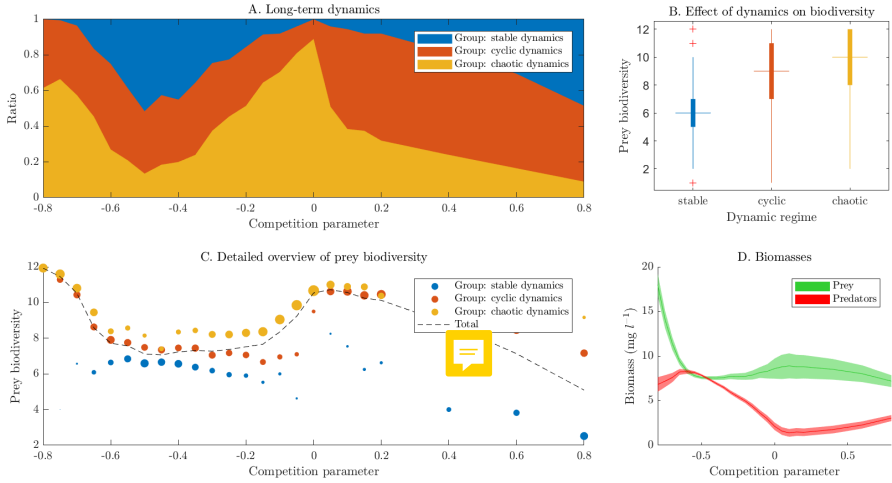 A. Long-term dynamics
1
0.8
0.6
0.4
0.2
0
Ratio
Group: stable dynamics
Group: cyclic dynamics
Group: chaotic dynamics
-0.8 -0.6 -0.4 -0.2 0 0.2 0.4 0.6 0.8
Competition parameter
B. Effect of dynamics on biodiversity
12
10
8
6
4
2
Prey biodiversity
stable cyclic chaotic
Dynamic regime
C. Detailed overview of prey biodiversity
12
10
8
6
4
2
Prey biodiversity
Group: stable dynamics
Group: cyclic dynamics
Group: chaotic dynamics
Total
-0.8 -0.6 -0.4 -0.2 0 0.2 0.4 0.6 0.8
Competition parameter
D. Biomasses
20
15
10
5
0
Biomass (mg l⁻¹)
Prey
Predators
-0.5 0 0.5
Competition parameter